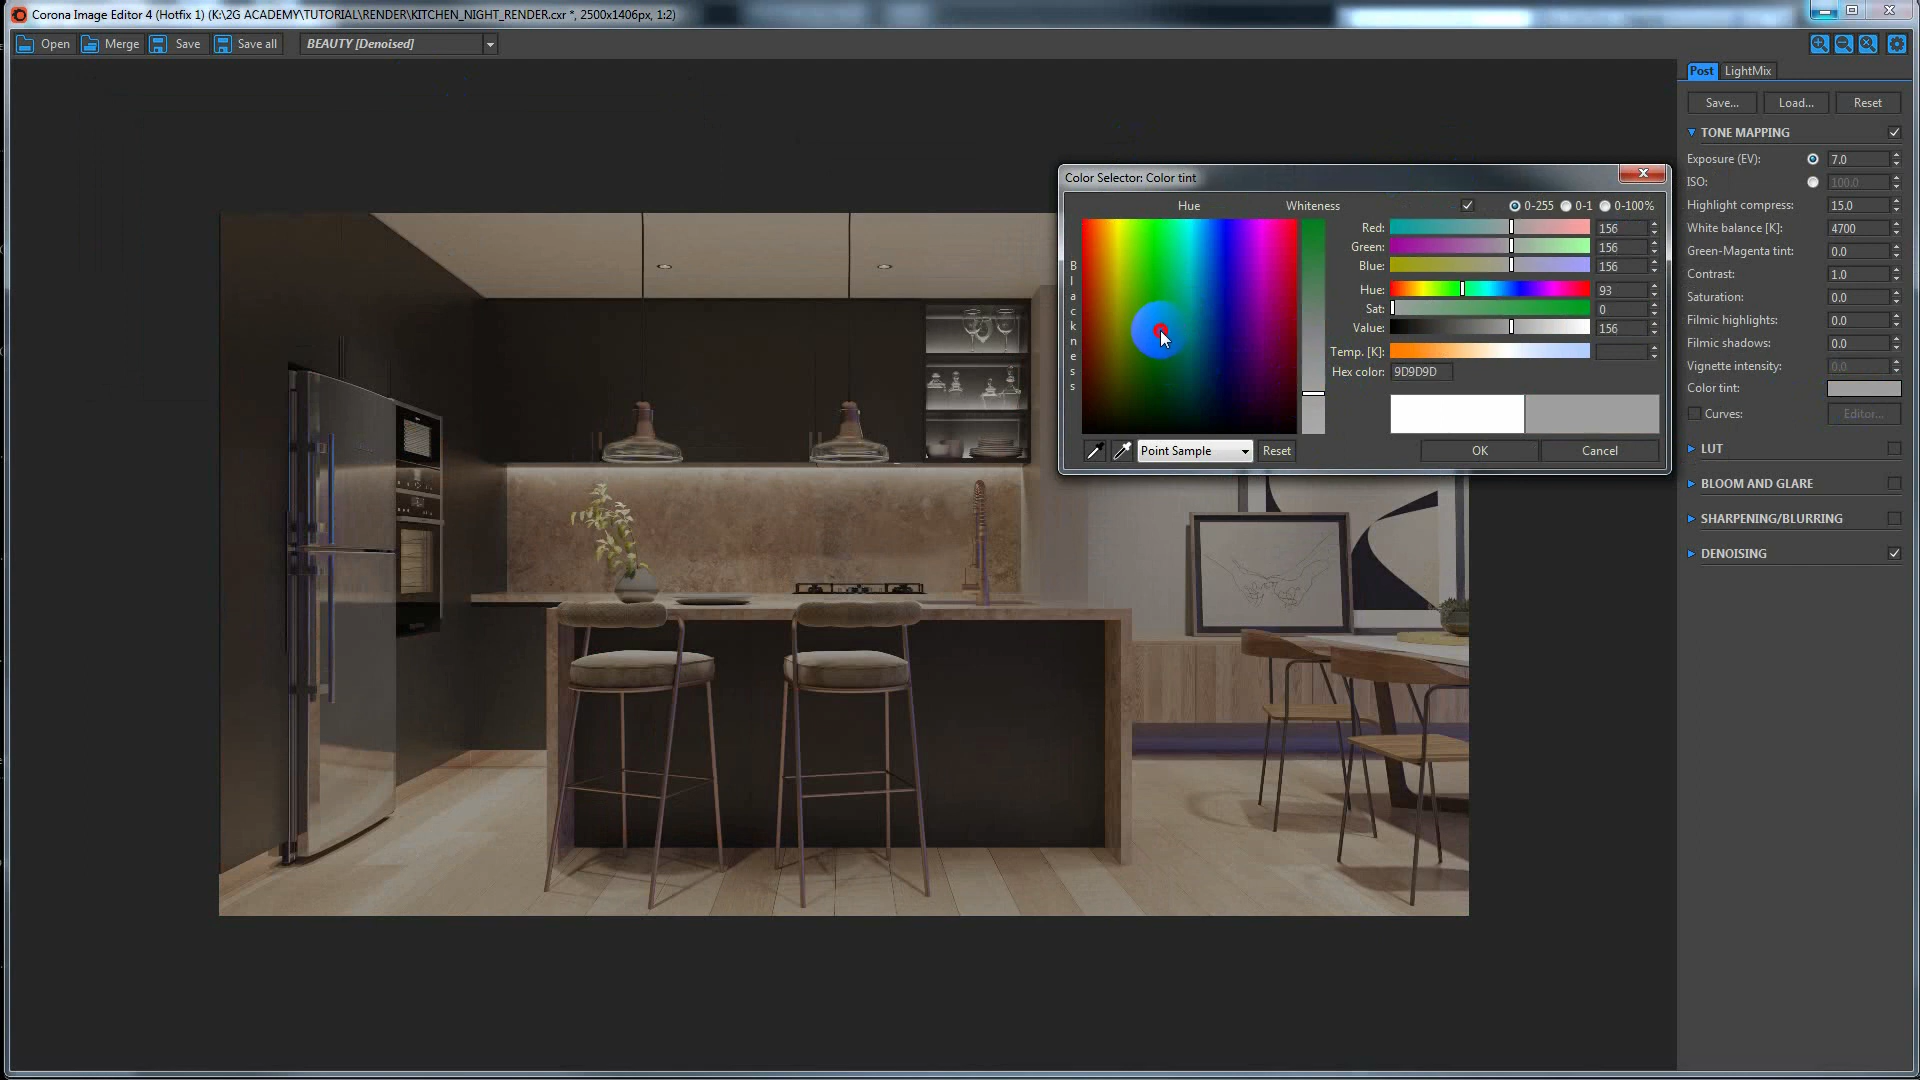 Corona Image Editor 4 (Hotfix 1) (K:\2G ACADEMY\TUTORIAL\RENDER\KITCHEN_NIGHT_RENDER.cxr *, 2500x1406px, 1:2)
Open Merge Save Save all BEAUTY [Denoised]
Post LightMix
Save... Load... Reset
TONE MAPPING
Exposure (EV): 7.0
ISO: 100.0
Highlight compress: 15.0
White balance [K]: 4700
Green-Magenta tint: 0.0
Contrast: 1.0
Saturation: 0.0
Filmic highlights: 0.0
Filmic shadows: 0.0
Vignette intensity: 0.0
Color tint:
Curves: Editor...
LUT
BLOOM AND GLARE
SHARPENING/BLURRING
DENOISING
Color Selector: Color tint
Hue Whiteness 0-255 0-1 0-100%
Blackness
Red: 156
Green: 156
Blue: 156
Hue: 93
Sat: 0
Value: 156
Temp. [K]:
Hex color: 9D9D9D
Point Sample Reset OK Cancel